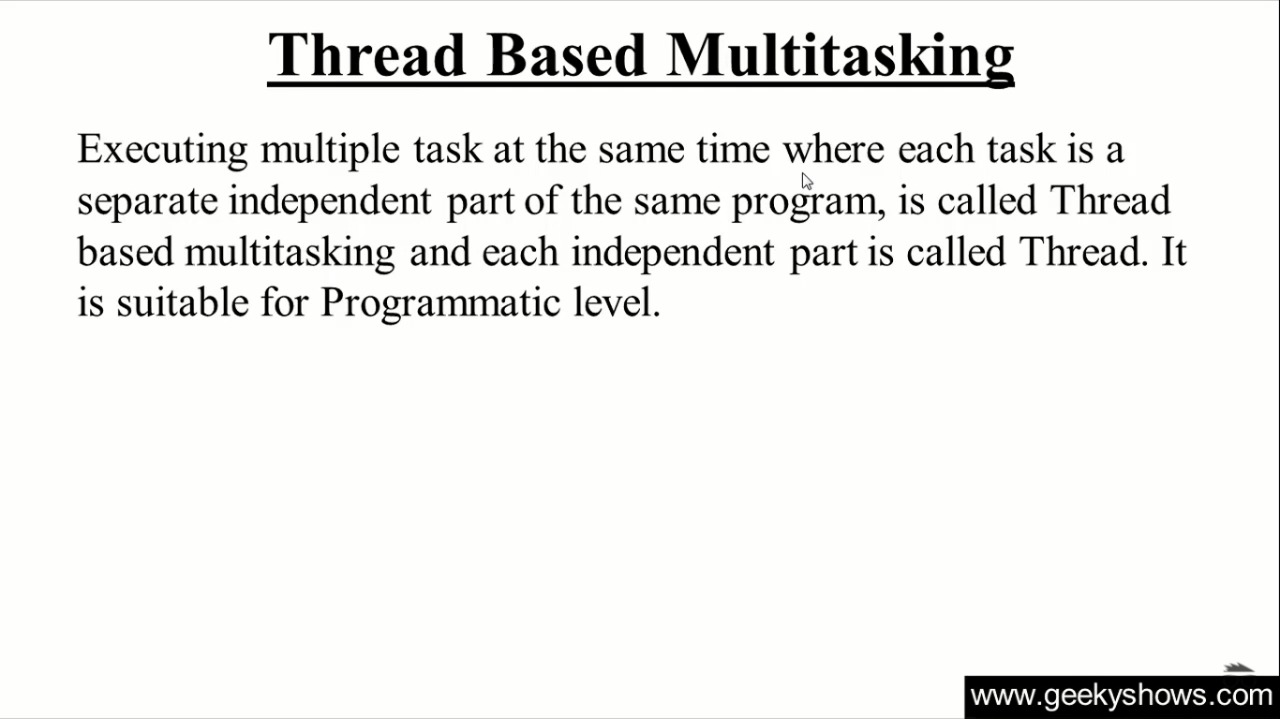 Thread Based Multitasking
Executing multiple task at the same time where each task is a
separate independent part of the same program, is called Thread
based multitasking and each independent part is called Thread. It
is suitable for Programmatic level.
www.geekyshows.com